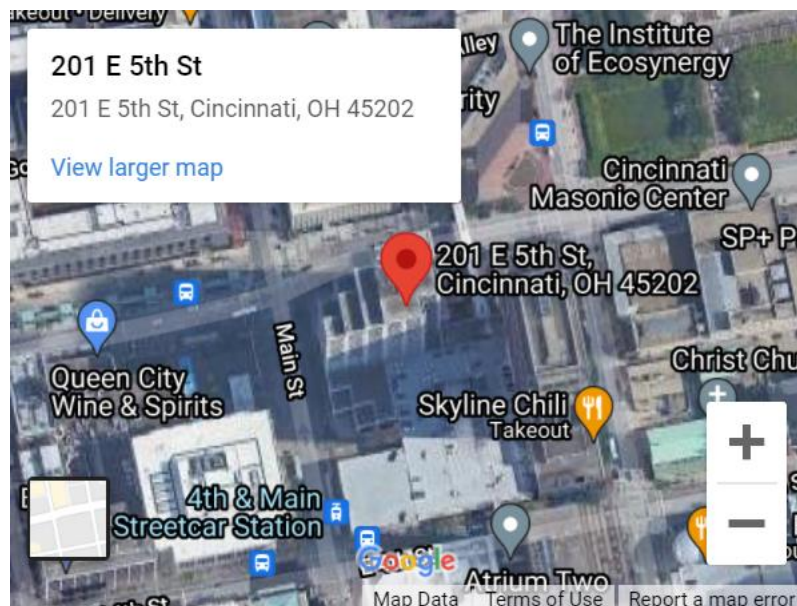 akeout • Delivery
201 E 5th St
201 E 5th St, Cincinnati, OH 45202
View larger map
lley
The Institute
of Ecosynergy
rity
Cincinnati
Masonic Center
SP+ P
201 E 5th St,
Cincinnati, OH 45202
Main St
Queen City
Wine & Spirits
Christ Chu
Skyline Chili
Takeout
4th & Main
Streetcar Station
Google
Atrium Two
Map Data
Terms of Use
Report a map error